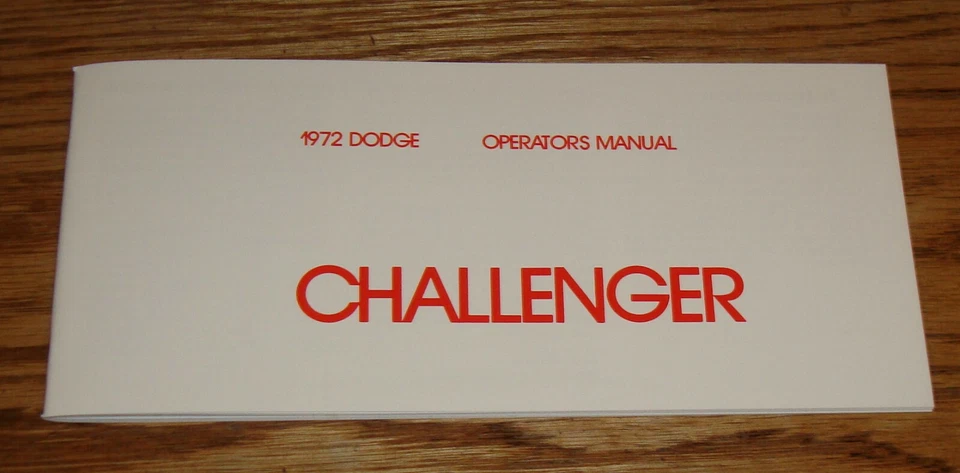 1972 DODGE OPERATORS MANUAL
CHALLENGER